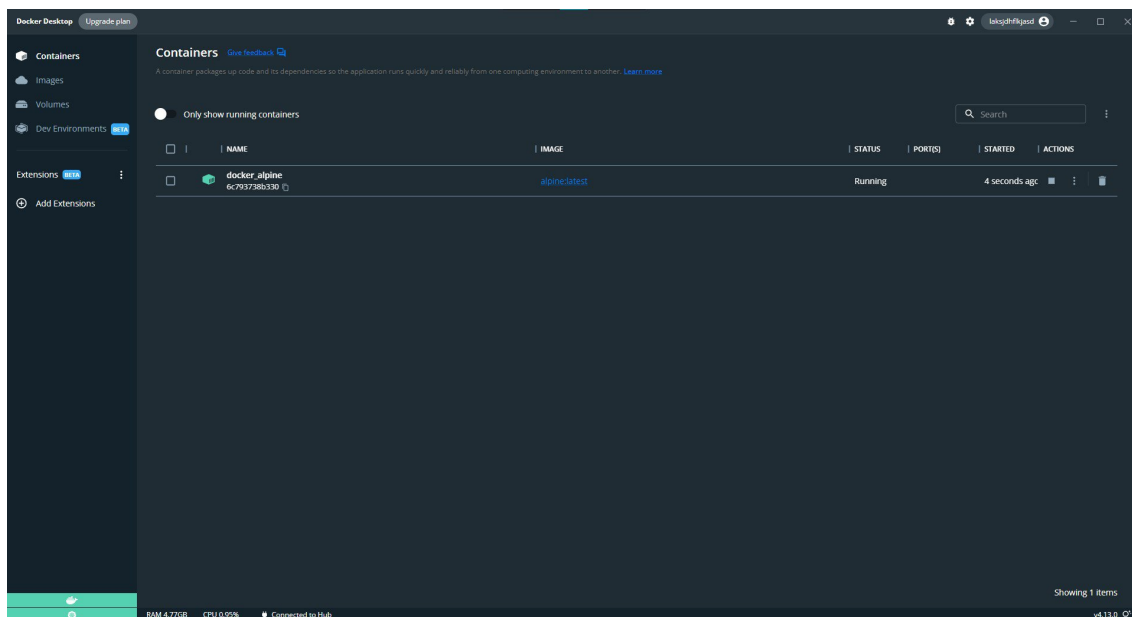 Docker Desktop Upgrade plan laksjdhflkjasd
Containers
Images
Volumes
Dev Environments BETA
Extensions BETA
Add Extensions
Containers Give feedback
A container packages up code and its dependencies so the application runs quickly and reliably from one computing environment to another. Learn more
Only show running containers
Search
NAME IMAGE STATUS PORT(S) STARTED ACTIONS
docker_alpine alpine:latest Running 4 seconds agc
6c793738b330
Showing 1 items
RAM 4.77GB CPU 0.95% Connected to Hub v4.13.0